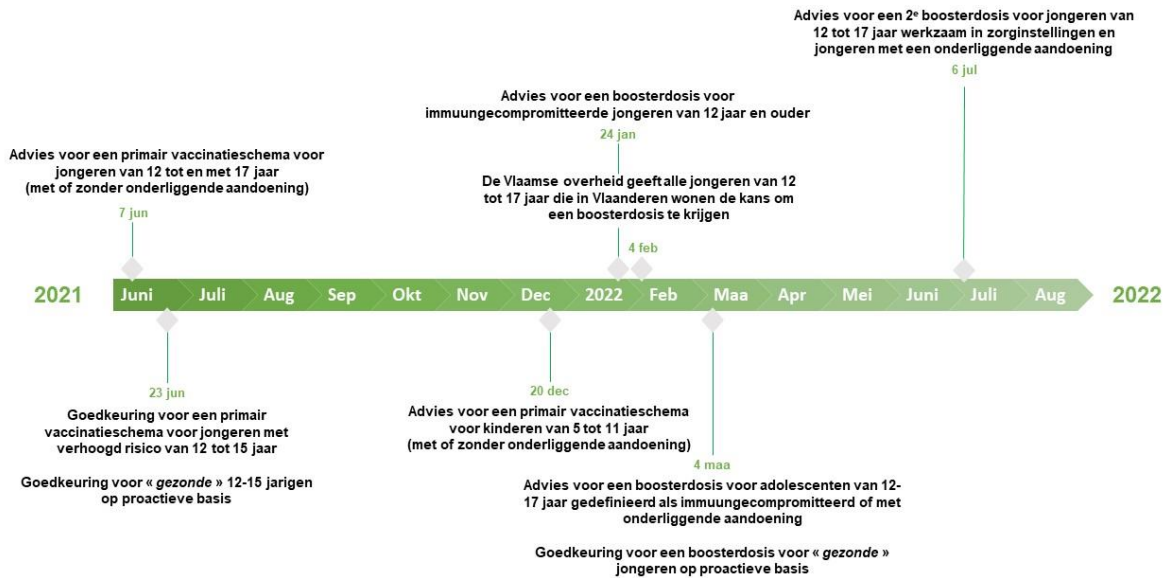 Advies voor een 2e boosterdosis voor jongeren van
12 tot 17 jaar werkzaam in zorginstellingen en
jongeren met een onderliggende aandoening
6 jul
Advies voor een boosterdosis voor
immuungecompromitteerde jongeren van 12 jaar en ouder
24 jan
Advies voor een primair vaccinatieschema voor
jongeren van 12 tot en met 17 jaar
(met of zonder onderliggende aandoening)
7 jun
De Vlaamse overheid geeft alle jongeren van 12
tot 17 jaar die in Vlaanderen wonen de kans om
een boosterdosis te krijgen
4 feb
2021 Juni Juli Aug Sep Okt Nov Dec 2022 Feb Maa Apr Mei Juni Juli Aug 2022
23 jun
Goedkeuring voor een primair
vaccinatieschema voor jongeren met
verhoogd risico van 12 tot 15 jaar
Goedkeuring voor « gezonde » 12-15 jarigen
op proactieve basis
20 dec
Advies voor een primair vaccinatieschema
voor kinderen van 5 tot 11 jaar
(met of zonder onderliggende aandoening)
4 maa
Advies voor een boosterdosis voor adolescenten van 12-
17 jaar gedefinieerd als immuungecompromitteerd of met
onderliggende aandoening
Goedkeuring voor een boosterdosis voor « gezonde »
jongeren op proactieve basis